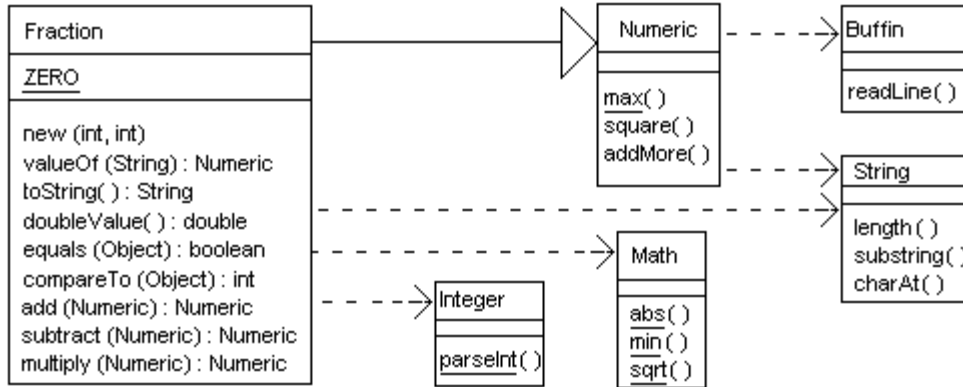 Fraction
ZERO
new (int, int)
valueOf (String) : Numeric
toString( ) : String
doubleValue( ) : double
equals (Object) : boolean
compareTo (Object) : int
add (Numeric) : Numeric
subtract (Numeric) : Numeric
multiply (Numeric) : Numeric
Numeric
max( )
square( )
addMore( )
Buffin
readLine( )
String
length( )
substring( )
charAt( )
Math
abs( )
min( )
sqrt( )
Integer
parseInt( )